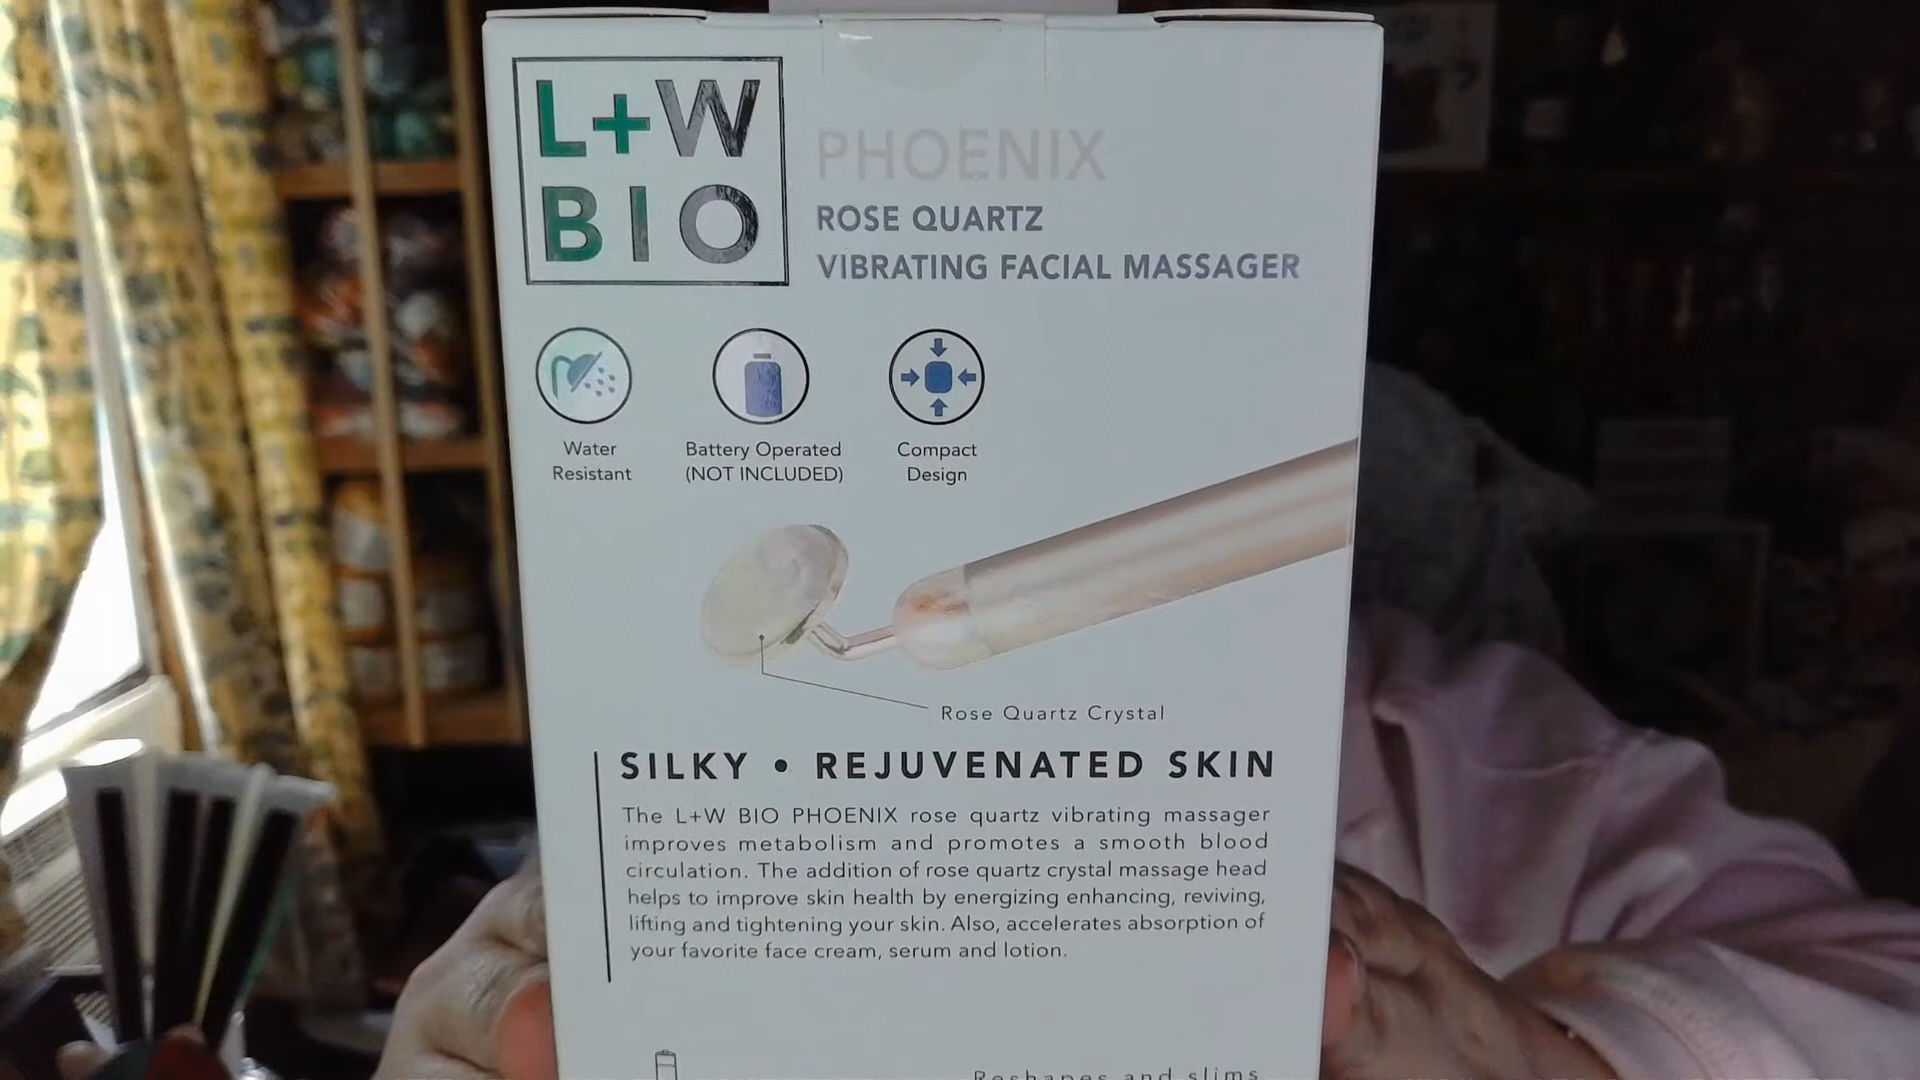 L+W
BIO
PHOENIX
ROSE QUARTZ
VIBRATING FACIAL MASSAGER
Water
Resistant
Battery Operated
(NOT INCLUDED)
Compact
Design
Rose Quartz Crystal
SILKY • REJUVENATED SKIN
The L+W BIO PHOENIX rose quartz vibrating massager
improves metabolism and promotes a smooth blood
circulation. The addition of rose quartz crystal massage head
helps to improve skin health by energizing enhancing, reviving,
lifting and tightening your skin. Also, accelerates absorption of
your favorite face cream, serum and lotion.
Reshapes and slims